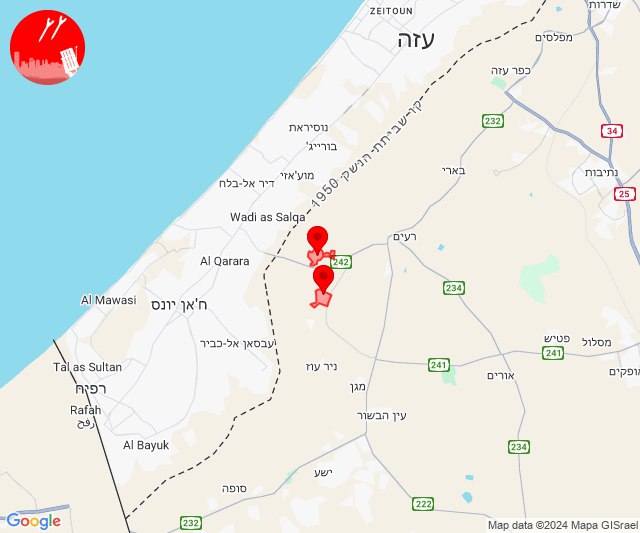 ZEITOUN
עזה
שדרות
מפלסים
כפר עזה
קו שביתת-הנשק 1950
232
34
נוסיראת
בורייג'
בארי
נתיבות
מוע'אזי
דיר אל-בלח
25
Wadi as Salqa
רעים
Al Qarara
242
234
Al Mawasi
ח'אן יונס
עבסאן אל-כביר
פטיש
מסלול
241
Tal as Sultan
ניר עוז
241
אורים
אופקים
רפיח
מגן
Rafah
رفح
עין הבשור
Al Bayuk
234
ישע
סופה
222
232
Google
Map data ©2024 Mapa GISrael